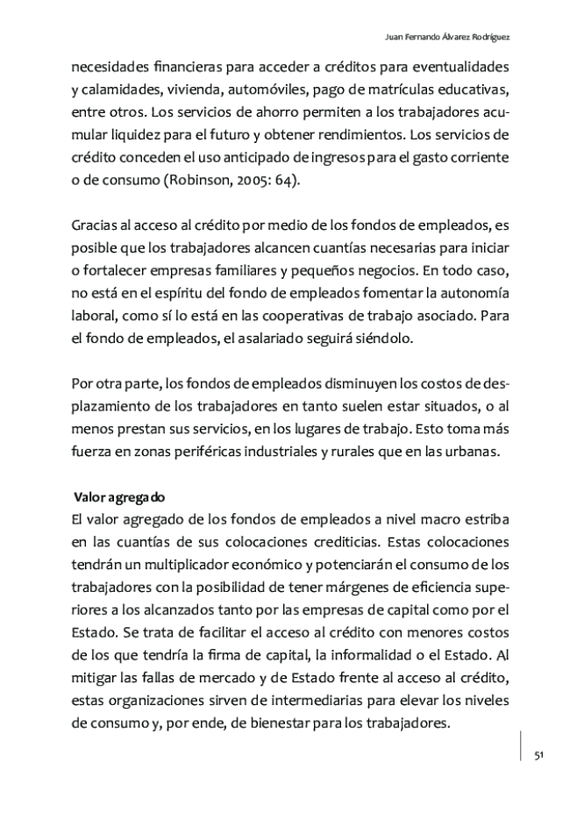 Juan Fernando Álvarez Rodríguez
necesidades financieras para acceder a créditos para eventualidades
y calamidades, vivienda, automóviles, pago de matrículas educativas,
entre otros. Los servicios de ahorro permiten a los trabajadores acu-
mular liquidez para el futuro y obtener rendimientos. Los servicios de
crédito conceden el uso anticipado de ingresos para el gasto corriente
o de consumo (Robinson, 2005: 64).
Gracias al acceso al crédito por medio de los fondos de empleados, es
posible que los trabajadores alcancen cuantías necesarias para iniciar
o fortalecer empresas familiares y pequeños negocios. En todo caso,
no está en el espíritu del fondo de empleados fomentar la autonomía
laboral, como sí lo está en las cooperativas de trabajo asociado. Para
el fondo de empleados, el asalariado seguirá siéndolo.
Por otra parte, los fondos de empleados disminuyen los costos de des-
plazamiento de los trabajadores en tanto suelen estar situados, o al
menos prestan sus servicios, en los lugares de trabajo. Esto toma más
fuerza en zonas periféricas industriales y rurales que en las urbanas.
Valor agregado
El valor agregado de los fondos de empleados a nivel macro estriba
en las cuantías de sus colocaciones crediticias. Estas colocaciones
tendrán un multiplicador económico y potenciarán el consumo de los
trabajadores con la posibilidad de tener márgenes de eficiencia supe-
riores a los alcanzados tanto por las empresas de capital como por el
Estado. Se trata de facilitar el acceso al crédito con menores costos
de los que tendría la firma de capital, la informalidad o el Estado. Al
mitigar las fallas de mercado y de Estado frente al acceso al crédito,
estas organizaciones sirven de intermediarias para elevar los niveles
de consumo y, por ende, de bienestar para los trabajadores.
51